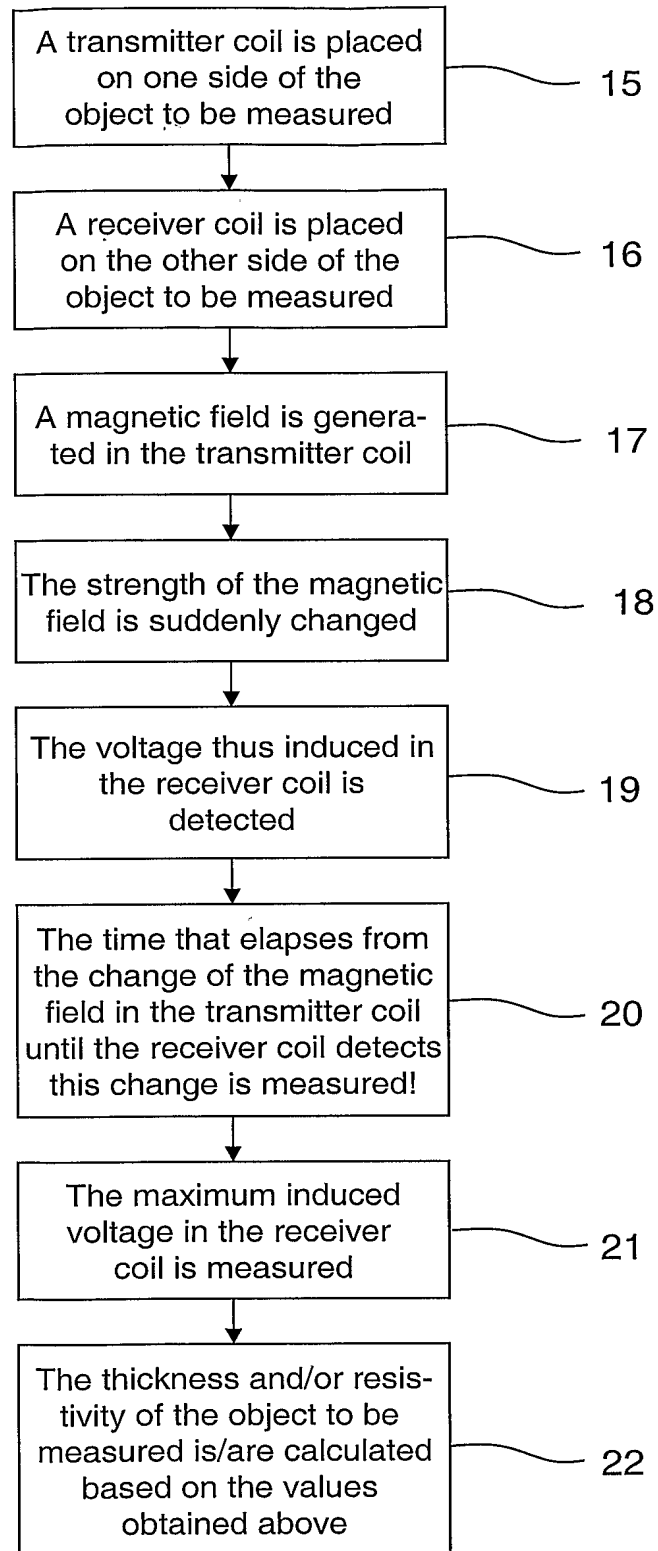 A transmitter coil is placed
on one side of the
object to be measured
15
A receiver coil is placed
on the other side of the
object to be measured
16
A magnetic field is genera-
ted in the transmitter coil
17
The strength of the magnetic
field is suddenly changed
18
The voltage thus induced in
the receiver coil is
detected
19
The time that elapses from
the change of the magnetic
field in the transmitter coil
until the receiver coil detects
this change is measured!
20
The maximum induced
voltage in the receiver
coil is measured
21
The thickness and/or resis-
tivity of the object to be
measured is/are calculated
based on the values
obtained above
22